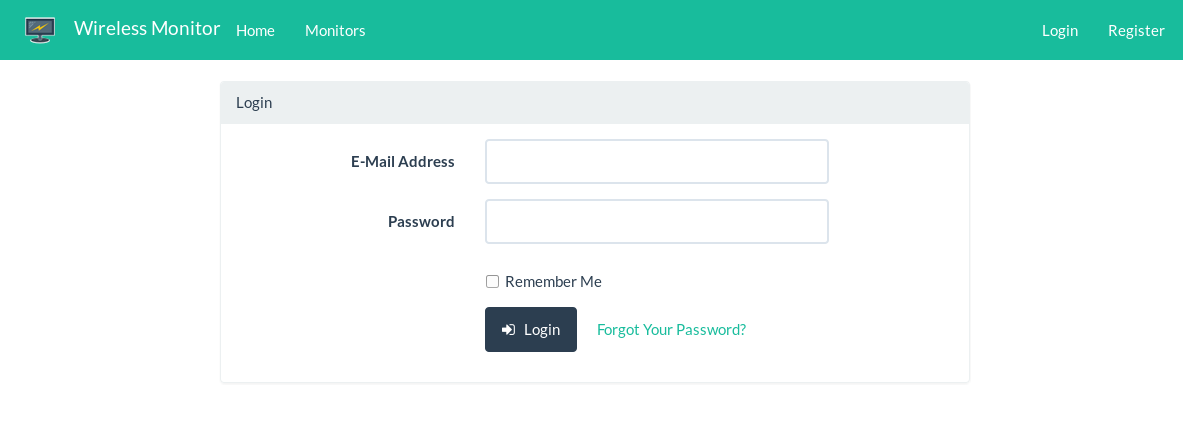 Wireless Monitor Home Monitors Login Register
Login
E-Mail Address
Password
Remember Me
Login Forgot Your Password?